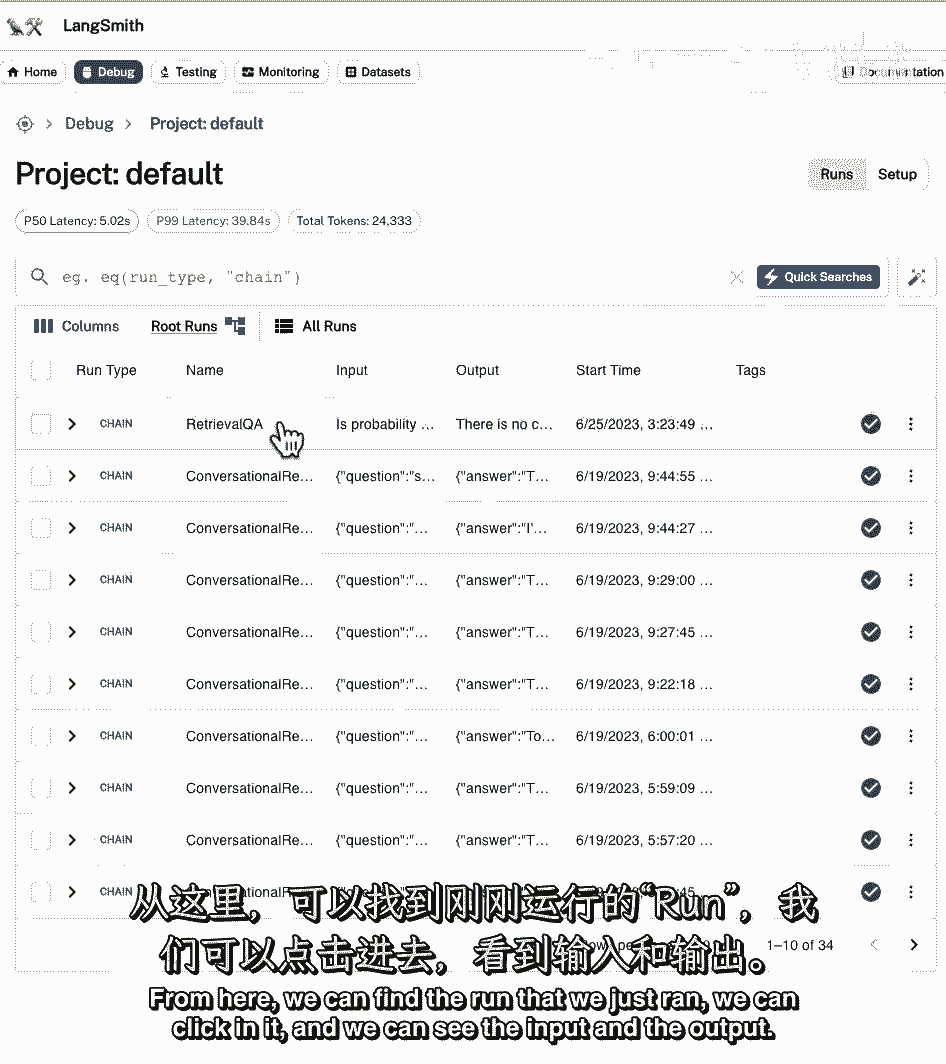 LangSmith
Home Debug Testing Monitoring Datasets Documentation
Debug Project: default
Project: default
Runs Setup
P50 Latency: 5.02s P99 Latency: 39.84s Total Tokens: 24,333
eg. eq(run_type, "chain") Quick Searches
Columns Root Runs All Runs
Run Type Name Input Output Start Time Tags
CHAIN RetrievalQA Is probability ... There is no c... 6/25/2023, 3:23:49 ...
CHAIN ConversationalRe... {"question":"s... {"answer":"T... 6/19/2023, 9:44:55 ...
CHAIN ConversationalRe... {"question":"... {"answer":"I'... 6/19/2023, 9:44:27 ...
CHAIN ConversationalRe... {"question":"... {"answer":"T... 6/19/2023, 9:29:00 ...
CHAIN ConversationalRe... {"question":"... {"answer":"T... 6/19/2023, 9:27:45 ...
CHAIN ConversationalRe... {"question":"... {"answer":"T... 6/19/2023, 9:22:18 ...
CHAIN ConversationalRe... {"question":"... {"answer":"To... 6/19/2023, 6:00:01 ...
CHAIN ConversationalRe... {"question":"... {"answer":"T... 6/19/2023, 5:59:09 ...
CHAIN ConversationalRe... {"question":"... {"answer":"T... 6/19/2023, 5:57:20 ...
CHAIN
1–10 of 34
从这里，可以找到刚刚运行的“Run”，我
们可以点击进去，看到输入和输出。
From here, we can find the run that we just ran, we can
click in it, and we can see the input and the output.